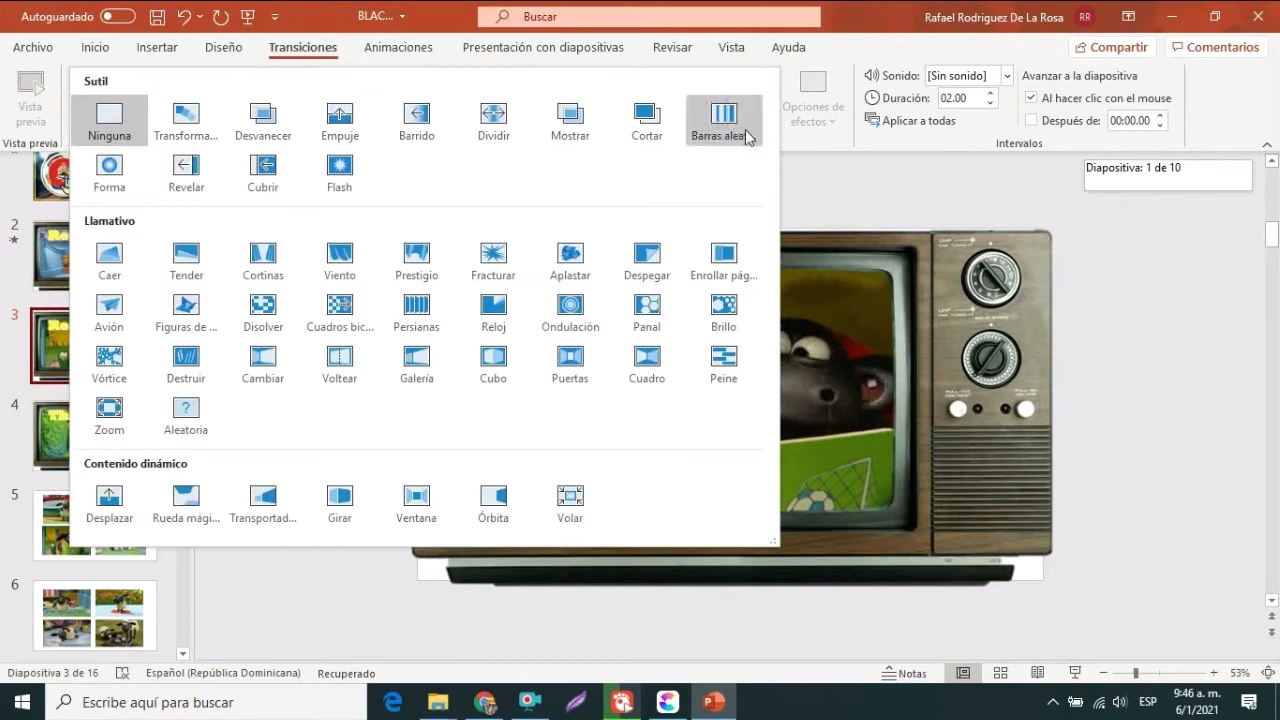 Autoguardado
BLAC...
Buscar
Rafael Rodriguez De La Rosa
RR
Archivo
Inicio
Insertar
Diseño
Transiciones
Animaciones
Presentación con diapositivas
Revisar
Vista
Ayuda
Compartir
Comentarios
Vista previa
Vista previa
Sutil
Ninguna
Transforma...
Desvanecer
Empuje
Barrido
Dividir
Mostrar
Cortar
Forma
Revelar
Cubrir
Flash
Llamativo
Caer
Tender
Cortinas
Viento
Prestigio
Fracturar
Aplastar
Despegar
Enrollar pág...
Avión
Figuras de ...
Disolver
Cuadros bic...
Persianas
Reloj
Ondulación
Panal
Brillo
Vórtice
Destruir
Cambiar
Voltear
Galería
Cubo
Puertas
Cuadro
Peine
Zoom
Aleatoria
Contenido dinámico
Desplazar
Rueda mági...
Transportad...
Girar
Ventana
Órbita
Volar
Opciones de efectos
Sonido: [Sin sonido]
Duración: 02.00
Aplicar a todas
Avanzar a la diapositiva
Al hacer clic con el mouse
Después de: 00:00.00
Intervalos
Diapositiva: 1 de 10
2
3
4
5
6
Diapositiva 3 de 16
Español (República Dominicana)
Recuperado
Notas
53%
Escribe aquí para buscar
ESP
9:46 a. m.
6/1/2021